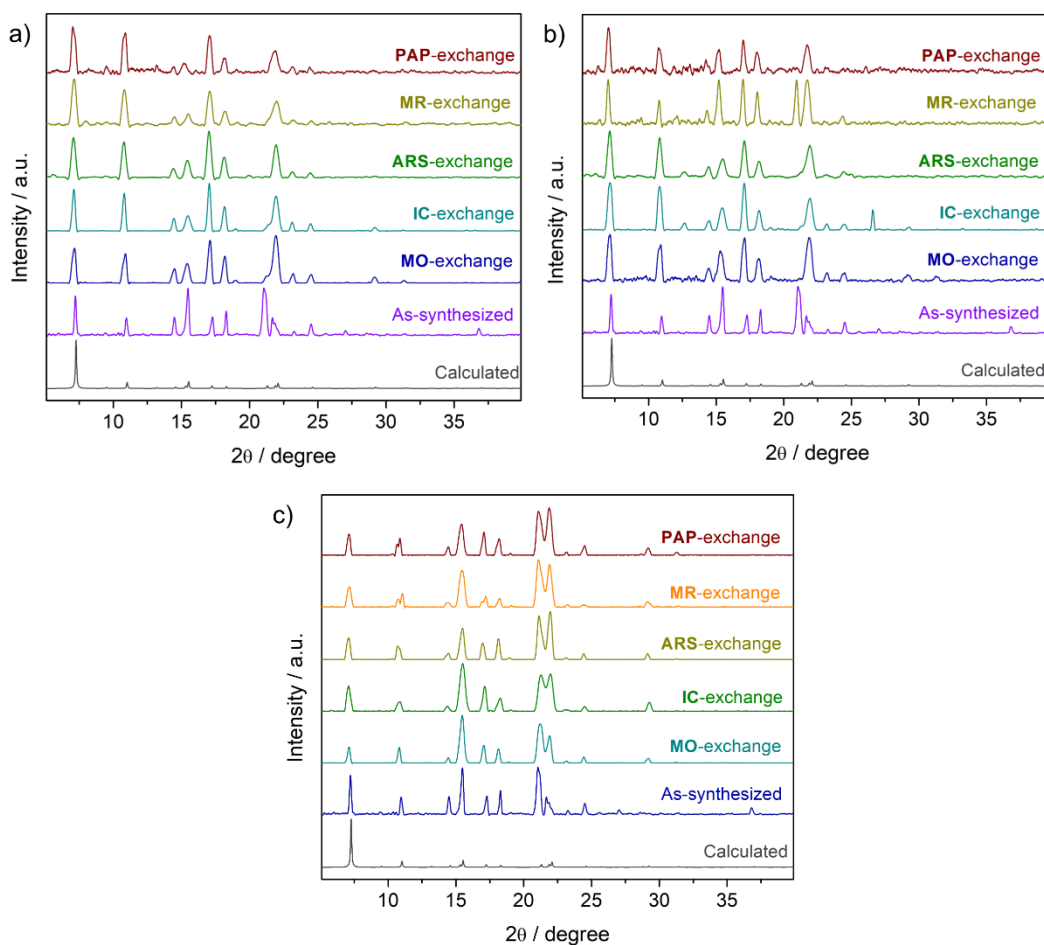 a)
PAP-exchange
MR-exchange
ARS-exchange
IC-exchange
MO-exchange
As-synthesized
Calculated
Intensity / a.u.
10 15 20 25 30 35
2θ / degree
b)
PAP-exchange
MR-exchange
ARS-exchange
IC-exchange
MO-exchange
As-synthesized
Calculated
Intensity / a.u.
10 15 20 25 30 35
2θ / degree
c)
PAP-exchange
MR-exchange
ARS-exchange
IC-exchange
MO-exchange
As-synthesized
Calculated
Intensity / a.u.
10 15 20 25 30 35
2θ / degree